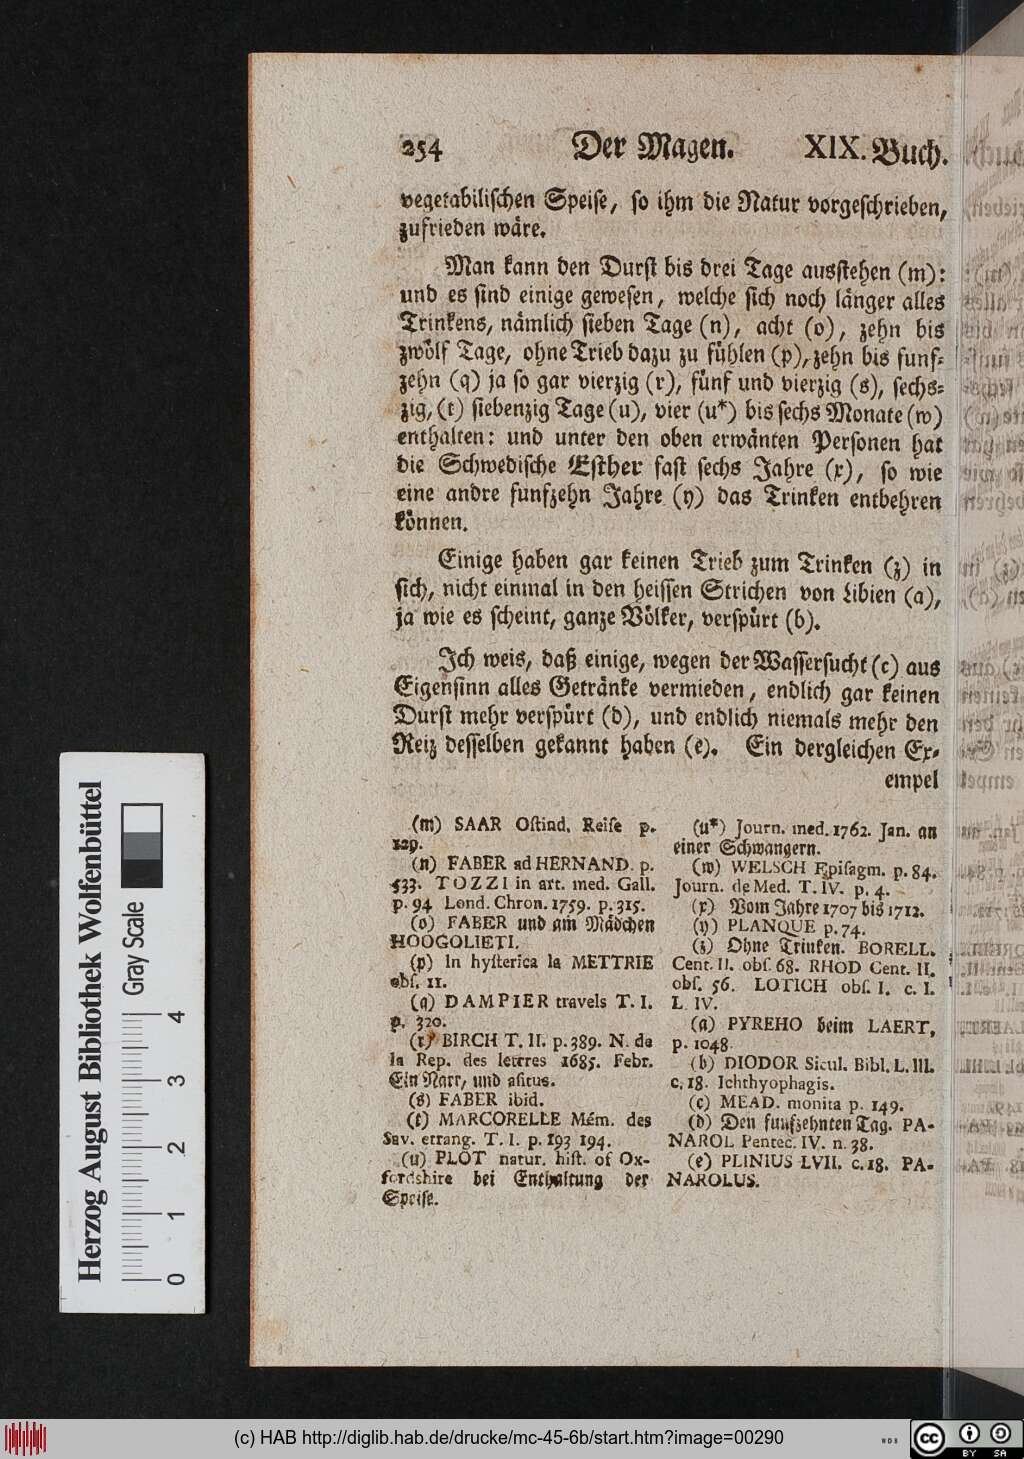 254 Der Magen. XIX. Buch.
vegetabilischen Speise, so ihm die Natur vorgeschrieben,
zufrieden wäre.
Man kann den Durst bis drei Tage ausstehen (m):
und es sind einige gewesen, welche sich noch länger alles
Trinkens, nämlich sieben Tage (n), acht (o), zehn bis
zwölf Tage, ohne Trieb dazu zu fühlen (p), zehn bis funf-
zehn (q) ja so gar vierzig (r), fünf und vierzig (s), sechs-
zig, (t) siebenzig Tage (u), vier (u*) bis sechs Monate (w)
enthalten: und unter den oben erwänten Personen hat
die Schwedische Esther fast sechs Jahre (x), so wie
eine andre funfzehn Jahre (y) das Trinken entbehren
können.
Einige haben gar keinen Trieb zum Trinken (z) in
sich, nicht einmal in den heissen Strichen von Libien (a),
ja wie es scheint, ganze Völker, verspürt (b).
Ich weis, daß einige, wegen der Wassersucht (c) aus
Eigensinn alles Getränke vermieden, endlich gar keinen
Durst mehr verspürt (d), und endlich niemals mehr den
Reiz desselben gekannt haben (e). Ein dergleichen Ex-
empel
(m) SAAR Ostind. Reise p.
129.
(n) FABER ad HERNAND. p.
533. TOZZI in art. med. Gall.
p. 94 Lond. Chron. 1759. p. 315.
(o) FABER und am Mädchen
HOOGOLIETI.
(p) In hysterica la METTRIE
obs. 11.
(q) DAMPIER travels T. I.
p. 320.
(r) BIRCH T. II. p. 389. N. de
la Rep. des lettres 1685. Febr.
Ein Narr, und asitus.
(s) FABER ibid.
(t) MARCORELLE Mém. des
Sav. etrang. T. I. p. 193 194.
(u) PLOT natur. hist. of Ox-
fordshire bei Enthaltung der
Speise.
(u*) Journ. med. 1762. Jan. an
einer Schwangern.
(w) WELSCH Episagm. p. 84.
Journ. de Med. T. IV. p. 4.
(x) Vom Jahre 1707 bis 1712.
(y) PLANQUE p. 74.
(z) Ohne Trinken. BORELL.
Cent. II. obs. 68. RHOD Cent. II.
obs. 56. LOTICH obs. I. c. I.
L. IV.
(a) PYREHO beim LAERT,
p. 1048
(b) DIODOR Sicul. Bibl. L. III.
c. 18. Ichthyophagis.
(c) MEAD. monita p. 149.
(d) Den funfzehnten Tag. PA-
NAROL Pentec. IV. n. 38.
(e) PLINIUS LVII. c. 18. PA-
NAROLUS.
Herzog August Bibliothek Wolfenbüttel
Gray Scale
0 1 2 3 4
(c) HAB http://diglib.hab.de/drucke/mc-45-6b/start.htm?image=00290
WDB
cc BY SA